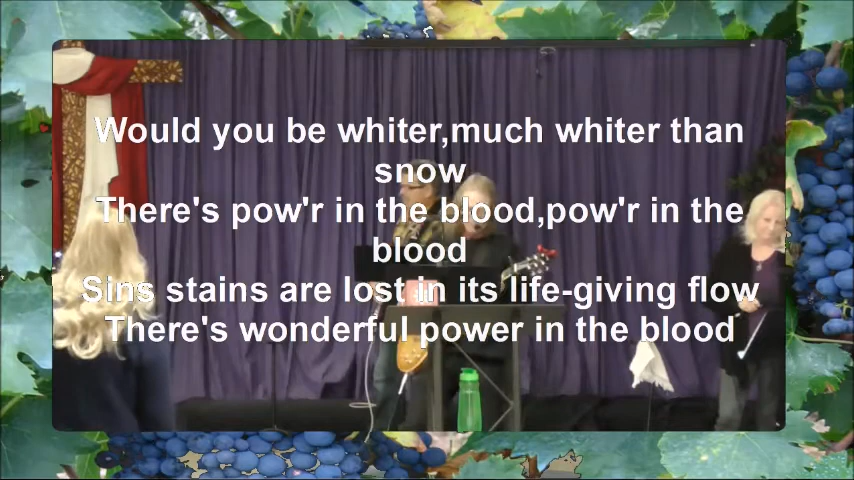 Would you be whiter,much whiter than
snow
There's pow'r in the blood,pow'r in the
blood
Sins stains are lost in its life-giving flow
There's wonderful power in the blood